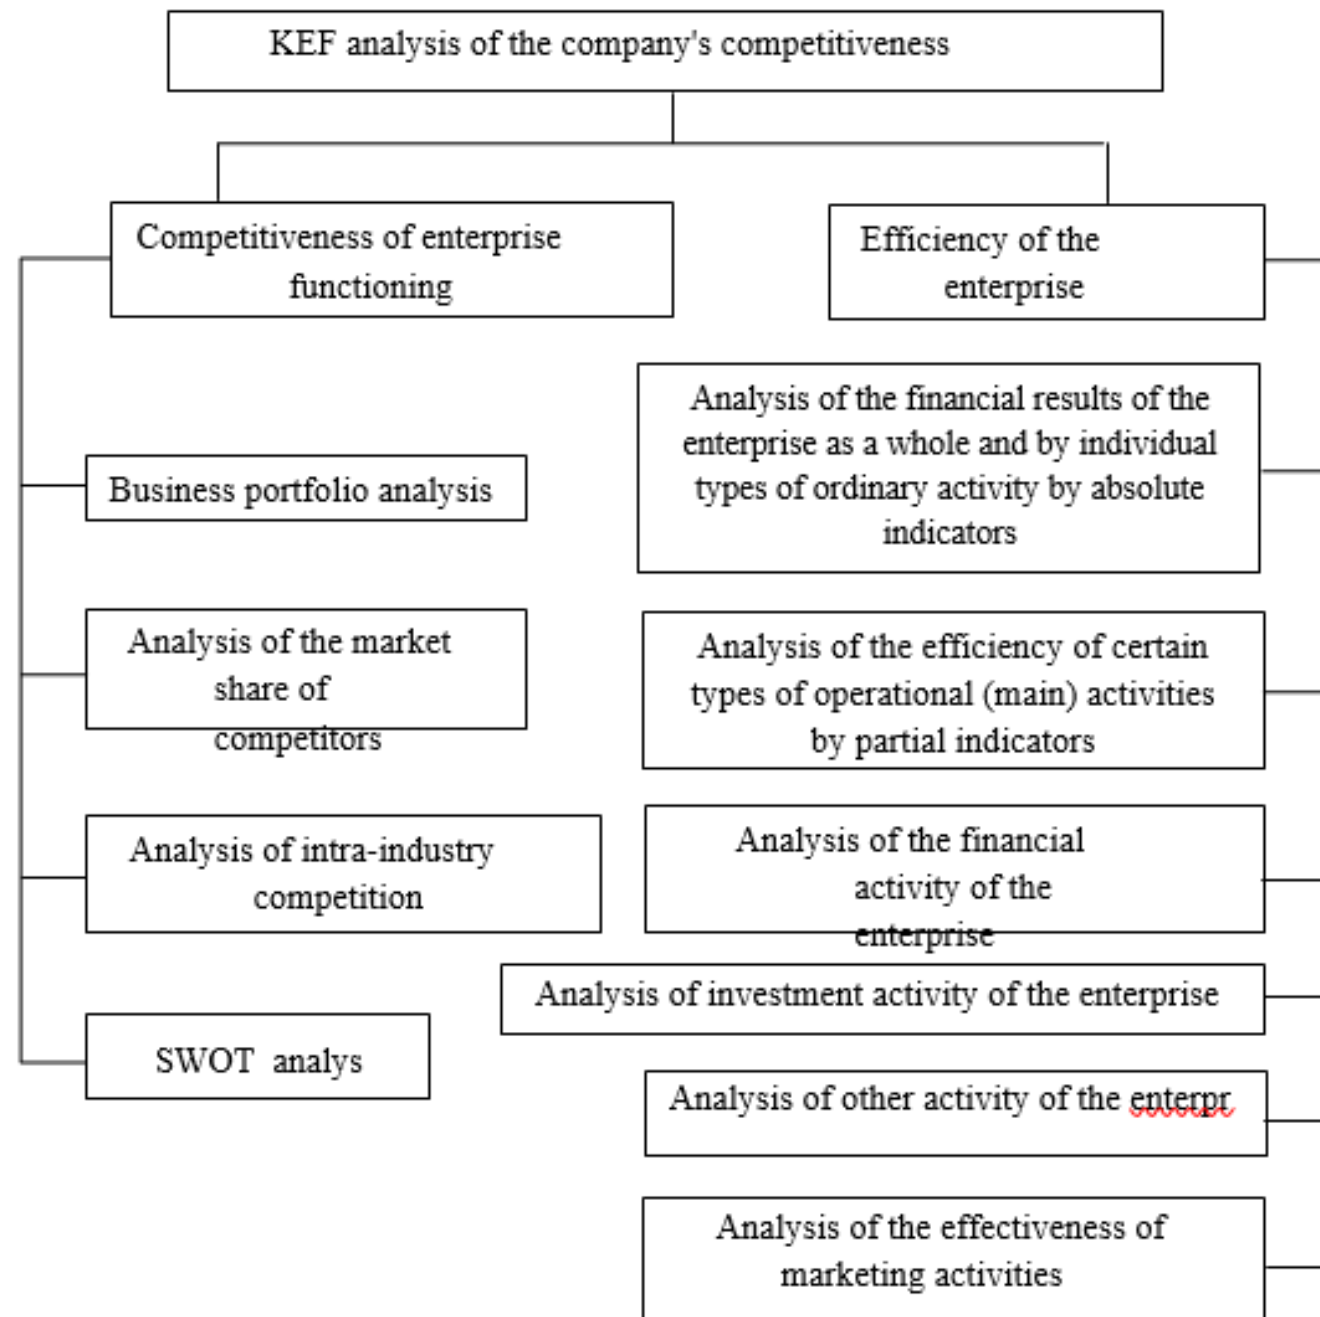 KEF analysis of the company's competitiveness
Competitiveness of enterprise
functioning
Efficiency of the
enterprise
Analysis of the financial results of the
enterprise as a whole and by individual
types of ordinary activity by absolute
indicators
Business portfolio analysis
Analysis of the market
share of
competitors
Analysis of the efficiency of certain
types of operational (main) activities
by partial indicators
Analysis of intra-industry
competition
Analysis of the financial
activity of the
enterprise
Analysis of investment activity of the enterprise
SWOT analys
Analysis of other activity of the enterpr
Analysis of the effectiveness of
marketing activities